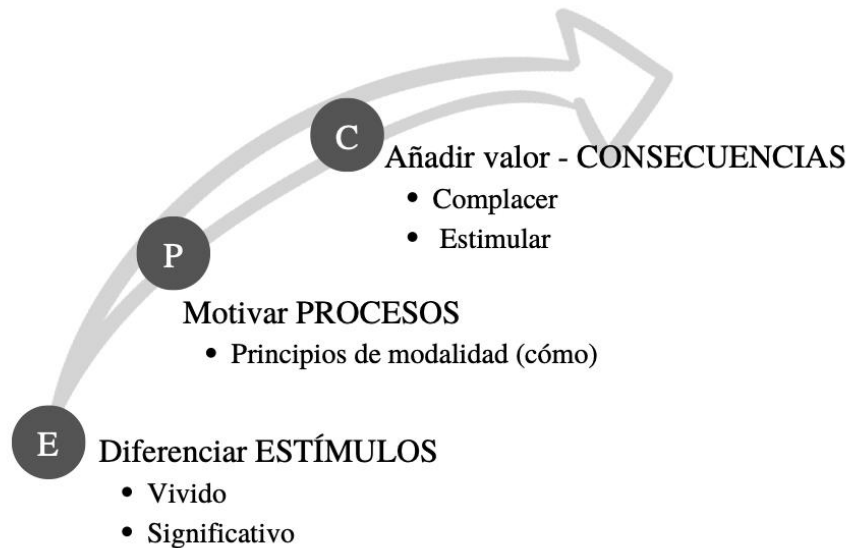 C
Añadir valor - CONSECUENCIAS
• Complacer
• Estimular
P
Motivar PROCESOS
• Principios de modalidad (cómo)
E
Diferenciar ESTÍMULOS
• Vivido
• Significativo